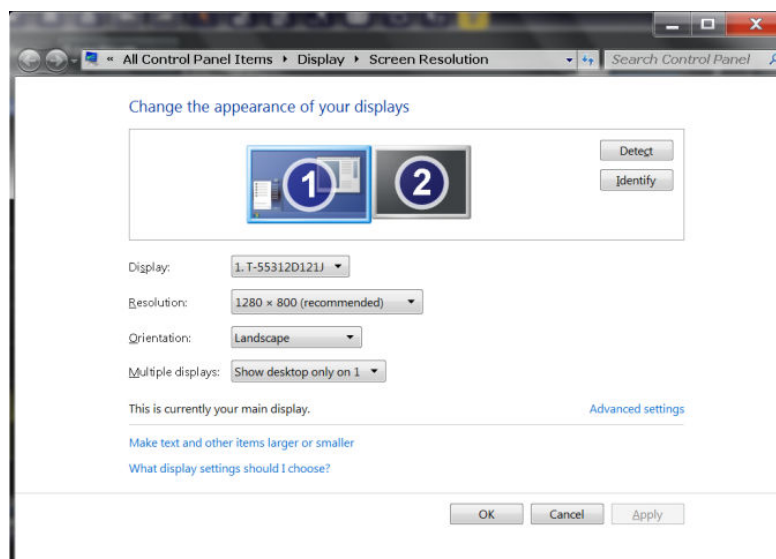 « All Control Panel Items ▸ Display ▸ Screen Resolution Search Control Panel
Change the appearance of your displays
1 2
Detect
Identify
Display: 1. T-55312D121J
Resolution: 1280 × 800 (recommended)
Orientation: Landscape
Multiple displays: Show desktop only on 1
This is currently your main display. Advanced settings
Make text and other items larger or smaller
What display settings should I choose?
OK Cancel Apply